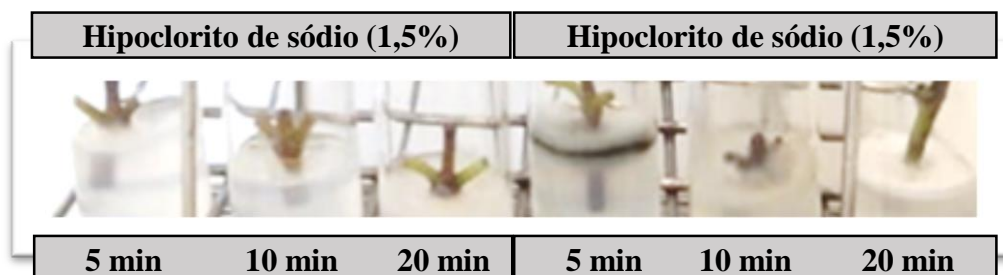 Hipoclorito de sódio (1,5%) Hipoclorito de sódio (1,5%)
5 min 10 min 20 min 5 min 10 min 20 min